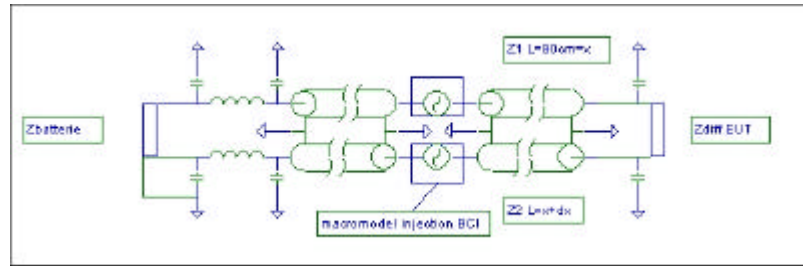 Z1 L=80cm=x
Zbatterie
Zdiff EUT
Z2 L=x+dx
macromodel injection BCI